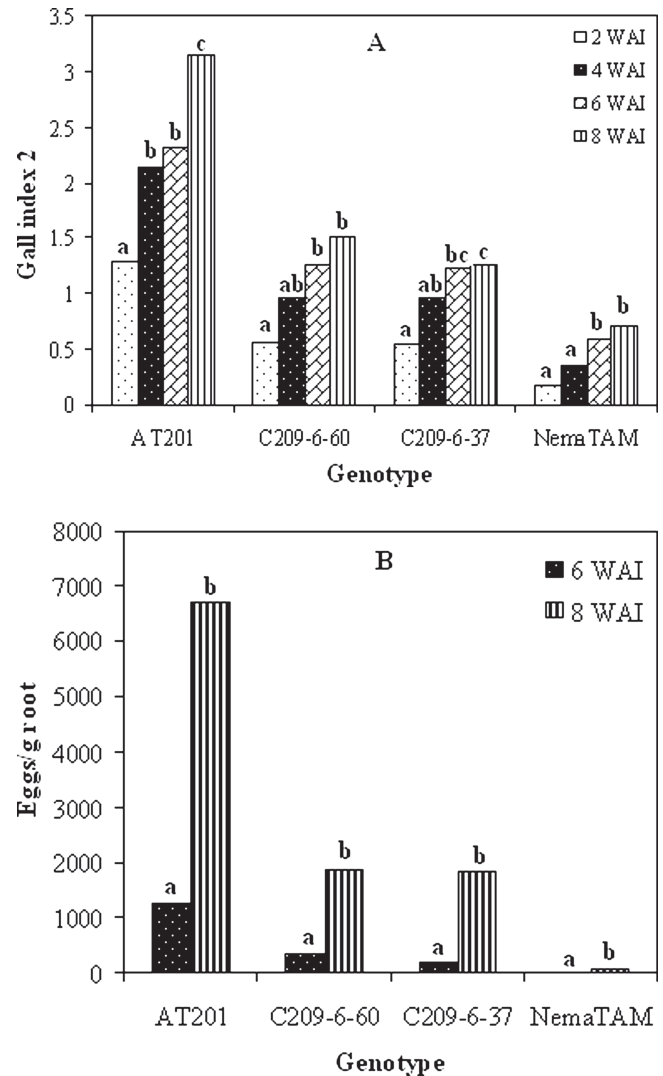 A
3.5
3
2.5
2
1.5
1
0.5
0
Gall index 2
2 WAI
4 WAI
6 WAI
8 WAI
a b b c
a ab b b
a ab bc c
a a b b
AT201 C209-6-60 C209-6-37 NemaTAM
Genotype
B
8000
7000
6000
5000
4000
3000
2000
1000
0
Eggs/g root
6 WAI
8 WAI
a b
a b
a b
a b
AT201 C209-6-60 C209-6-37 NemaTAM
Genotype